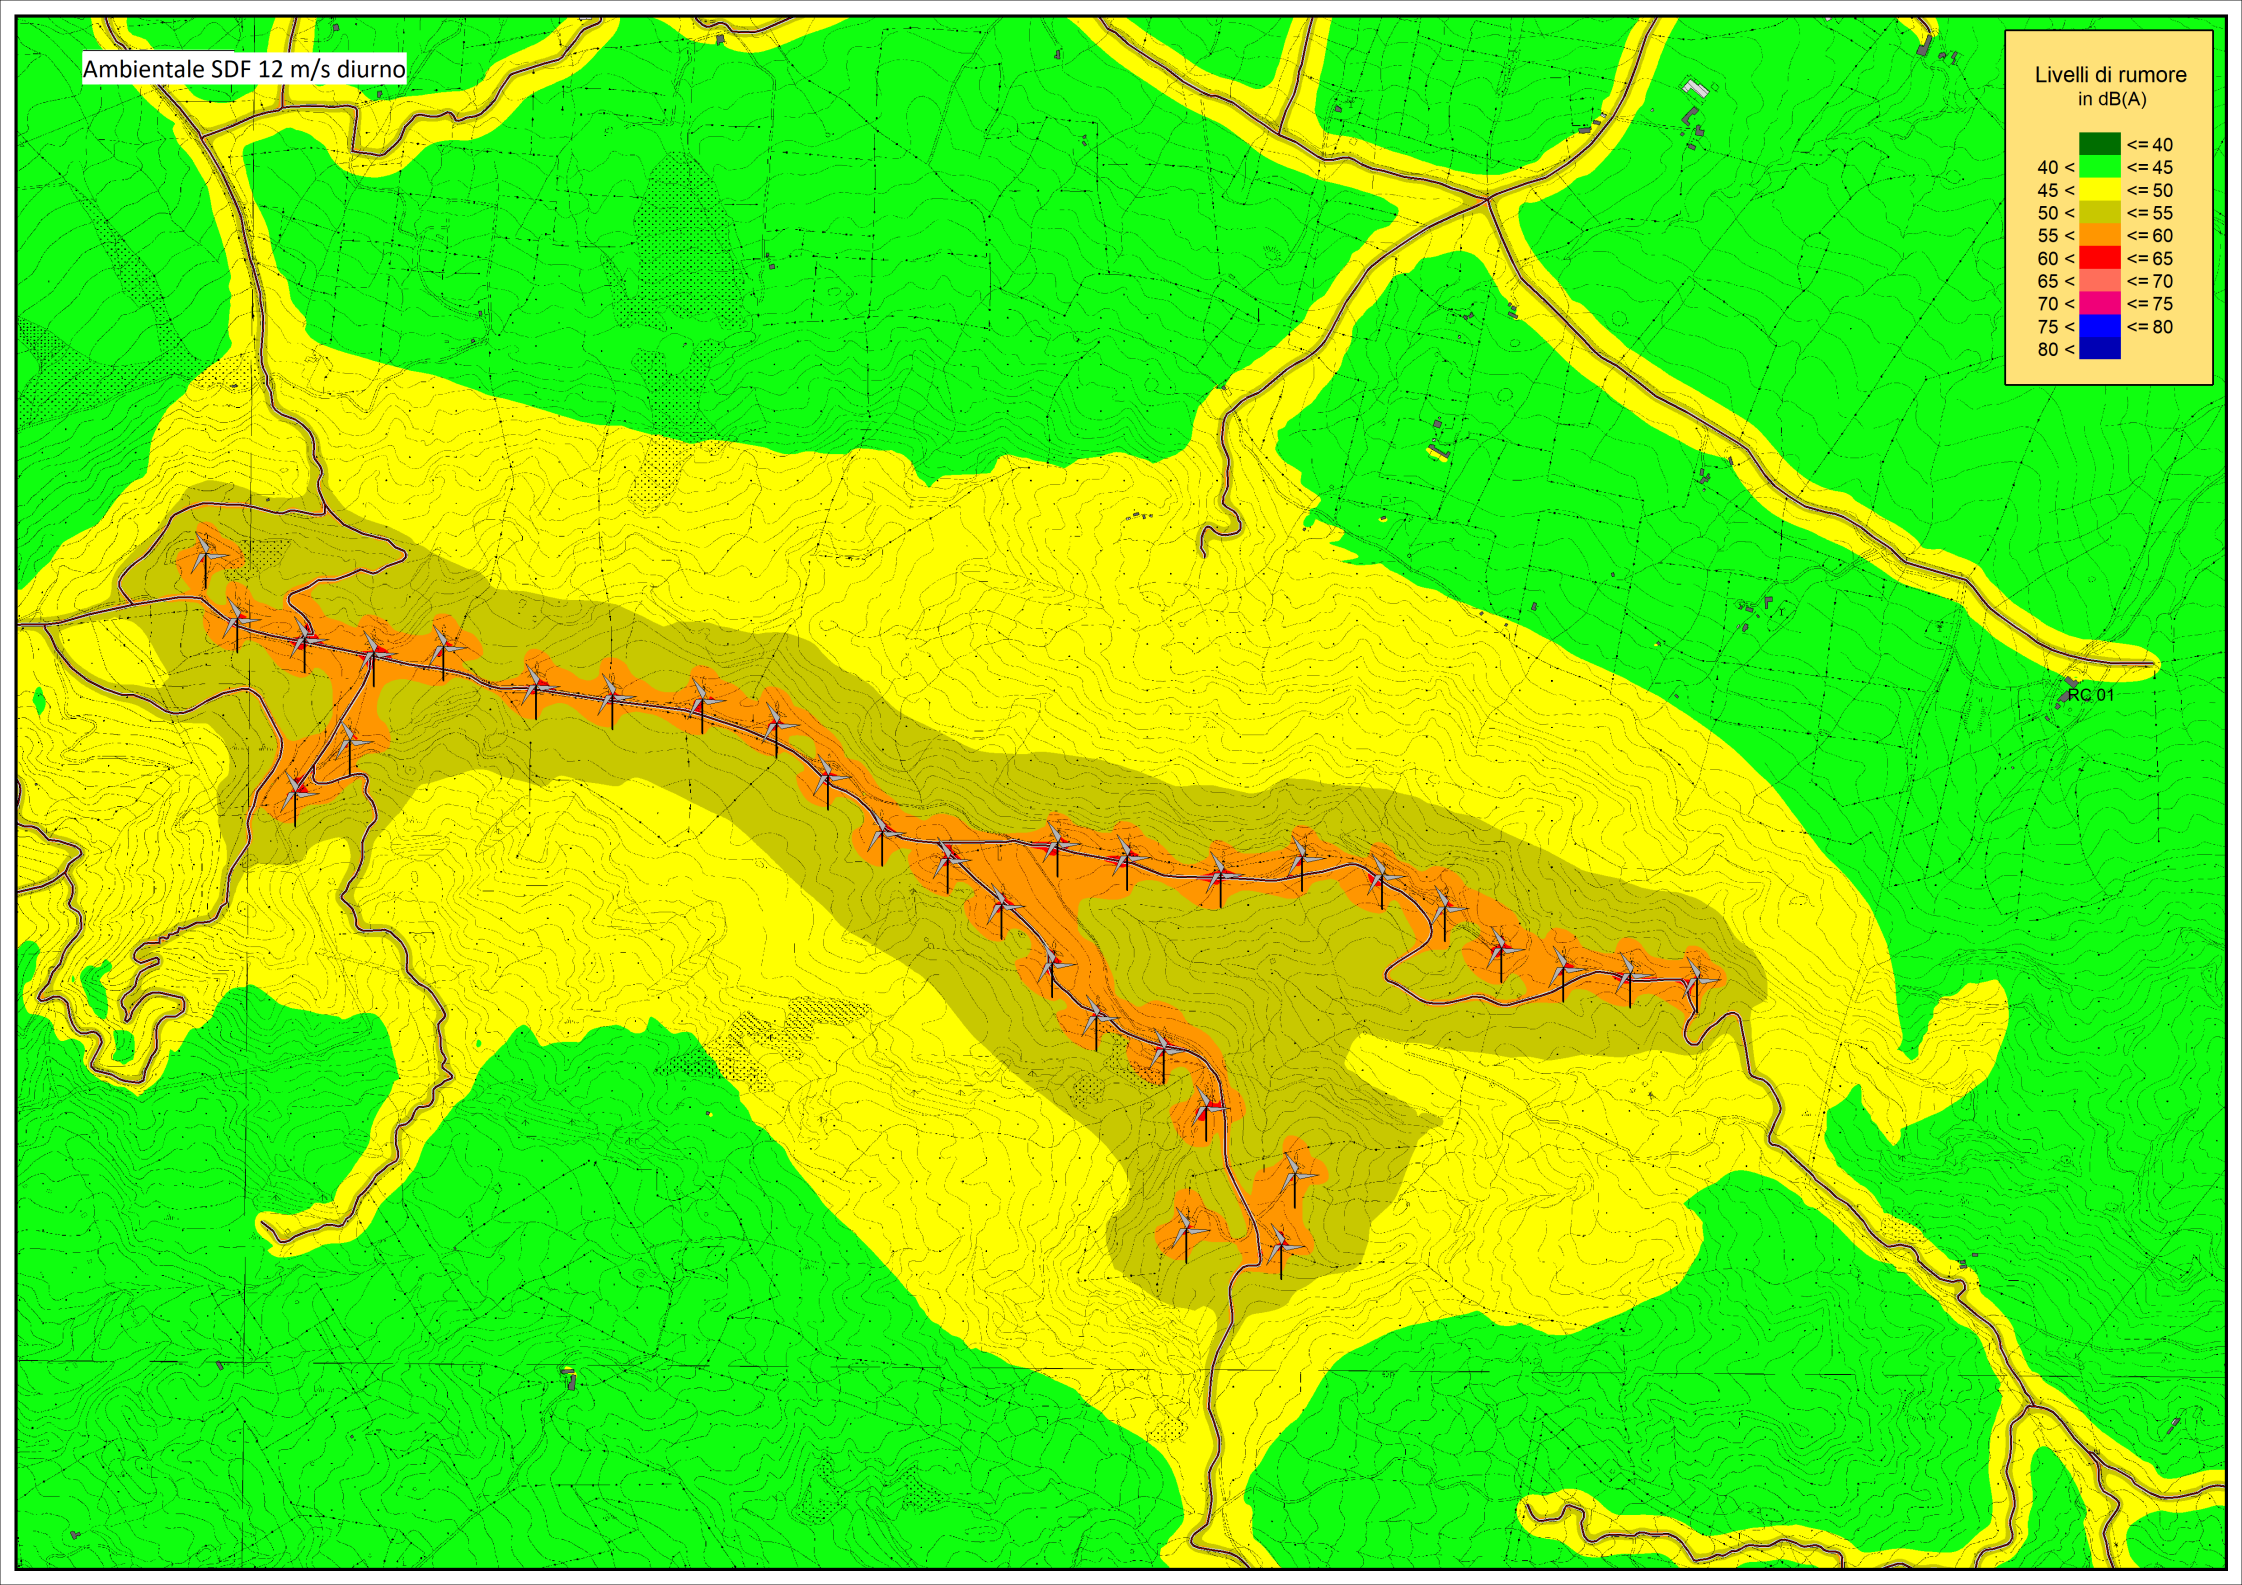 Ambientale SDF 12 m/s diurno
Livelli di rumore
in dB(A)
<= 40
40 < <= 45
45 < <= 50
50 < <= 55
55 < <= 60
60 < <= 65
65 < <= 70
70 < <= 75
75 < <= 80
80 <
RC 01